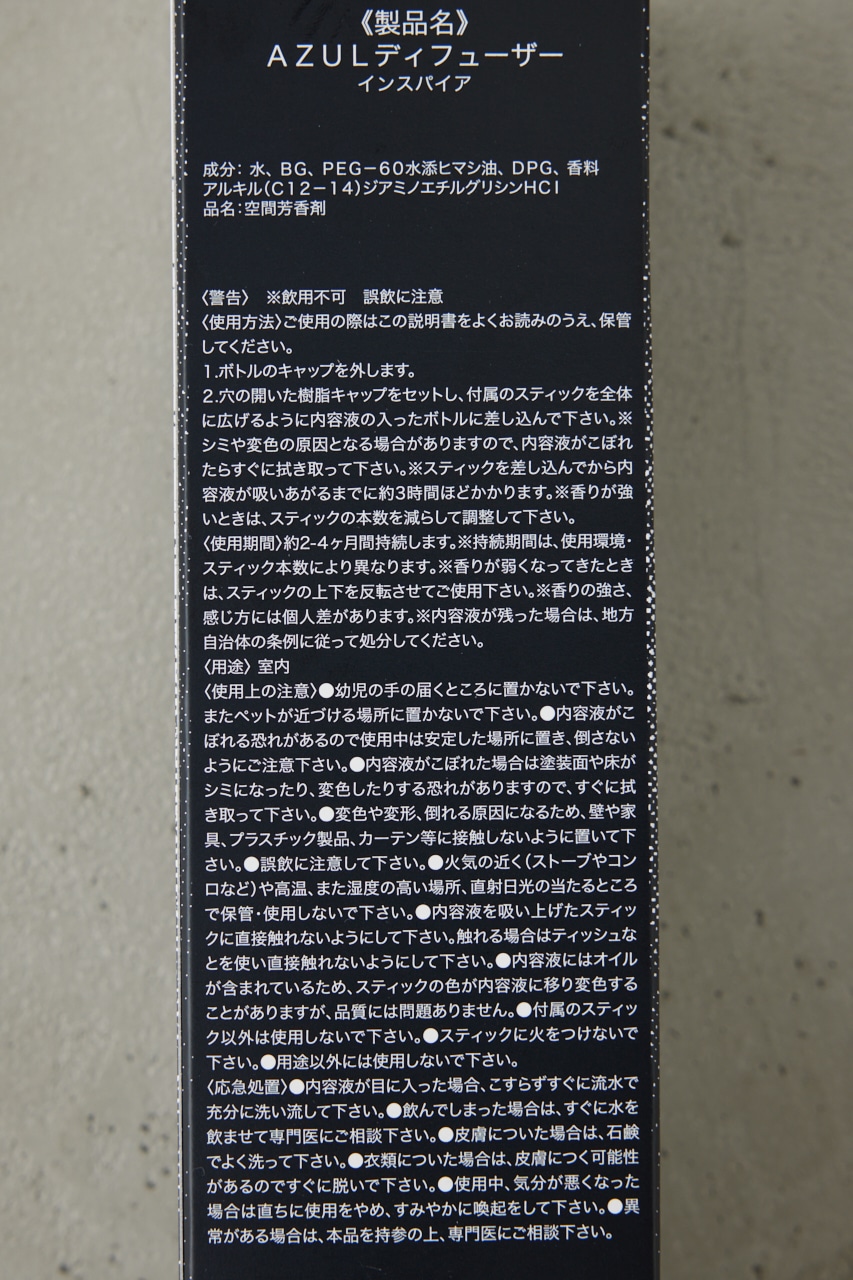 《製品名》
AZULディフューザー
インスパイア
成分：水、BG、PEG－60水添ヒマシ油、DPG、香料
アルキル（C12－14）ジアミノエチルグリシンHCl
品名：空間芳香剤
〈警告〉　※飲用不可　誤飲に注意
〈使用方法〉ご使用の際はこの説明書をよくお読みのうえ、保管
してください。
1.ボトルのキャップを外します。
2.穴の開いた樹脂キャップをセットし、付属のスティックを全体
に広げるように内容液の入ったボトルに差し込んで下さい。※
シミや変色の原因となる場合がありますので、内容液がこぼれ
たらすぐに拭き取って下さい。※スティックを差し込んでから内
容液が吸いあがるまでに約3時間ほどかかります。※香りが強
いときは、スティックの本数を減らして調整して下さい。
〈使用期間〉約2-4ヶ月間持続します。※持続期間は、使用環境・
スティック本数により異なります。※香りが弱くなってきたとき
は、スティックの上下を反転させてご使用下さい。※香りの強さ、
感じ方には個人差があります。※内容液が残った場合は、地方
自治体の条例に従って処分してください。
〈用途〉 室内
〈使用上の注意〉●幼児の手の届くところに置かないで下さい。
またペットが近づける場所に置かないで下さい。●内容液がこ
ぼれる恐れがあるので使用中は安定した場所に置き、倒さない
ようにご注意下さい。●内容液がこぼれた場合は塗装面や床が
シミになったり、変色したりする恐れがありますので、すぐに拭
き取って下さい。●変色や変形、倒れる原因になるため、壁や家
具、プラスチック製品、カーテン等に接触しないように置いて下
さい。●誤飲に注意して下さい。●火気の近く（ストーブやコン
ロなど）や高温、また湿度の高い場所、直射日光の当たるところ
で保管・使用しないで下さい。●内容液を吸い上げたスティッ
クに直接触れないようにして下さい。触れる場合はティッシュな
とを使い直接触れないようにして下さい。●内容液にはオイル
が含まれているため、スティックの色が内容液に移り変色する
ことがありますが、品質には問題ありません。●付属のスティッ
ク以外は使用しないで下さい。●スティックに火をつけないで
下さい。●用途以外には使用しないで下さい。
〈応急処置〉●内容液が目に入った場合、こすらずすぐに流水で
充分に洗い流して下さい。●飲んでしまった場合は、すぐに水を
飲ませて専門医にご相談下さい。●皮膚についた場合は、石鹸
でよく洗って下さい。●衣類についた場合は、皮膚につく可能性
があるのですぐに脱いで下さい。●使用中、気分が悪くなった
場合は直ちに使用をやめ、すみやかに喚起をして下さい。●異
常がある場合は、本品を持参の上、専門医にご相談下さい。